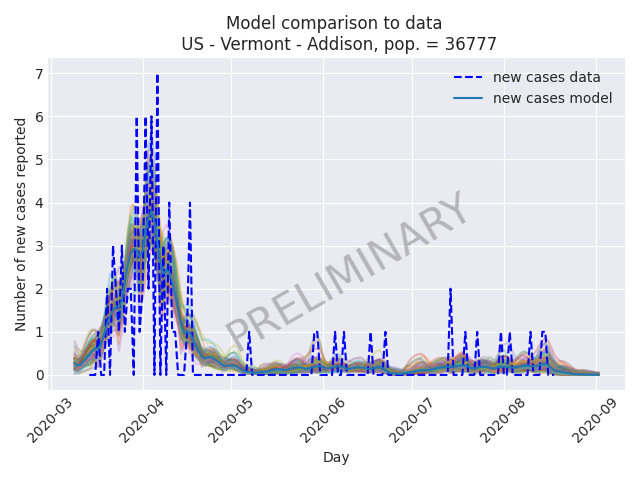 Model comparison to data
US - Vermont - Addison, pop. = 36777
new cases data
new cases model
Number of new cases reported
7
6
5
4
3
2
1
0
PRELIMINARY
2020-03
2020-04
2020-05
2020-06
2020-07
2020-08
2020-09
Day